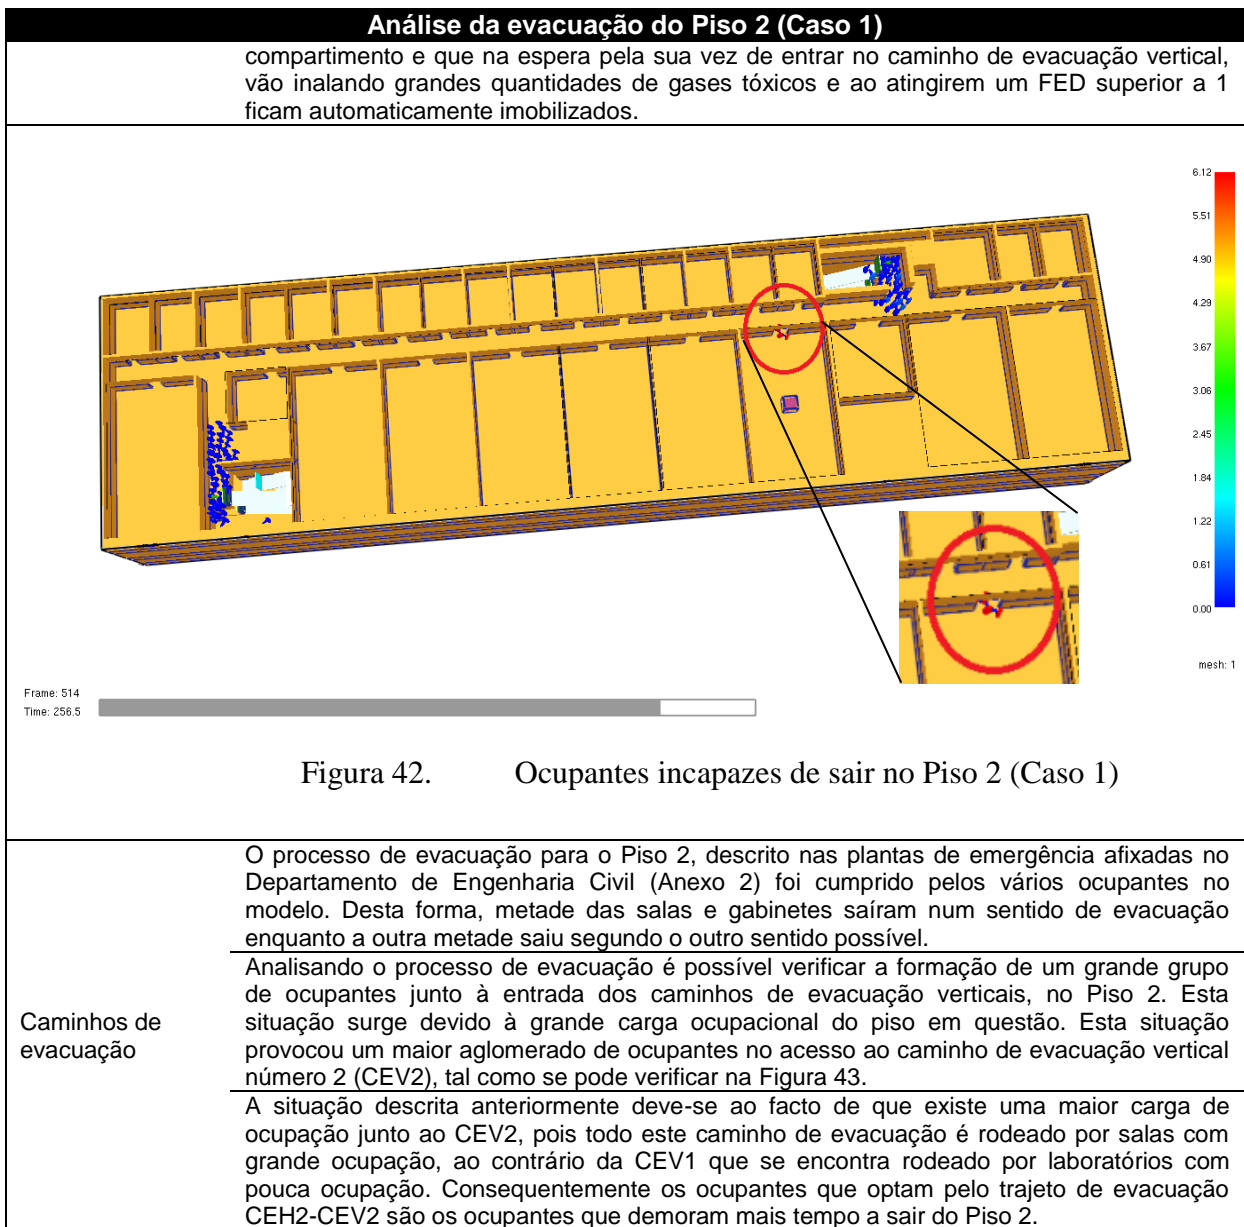 Análise da evacuação do Piso 2 (Caso 1)
compartimento e que na espera pela sua vez de entrar no caminho de evacuação vertical,
vão inalando grandes quantidades de gases tóxicos e ao atingirem um FED superior a 1
ficam automaticamente imobilizados.
6.12
5.51
4.90
4.29
3.67
3.06
2.45
1.84
1.22
0.61
0.00
mesh: 1
Frame: 514
Time: 256.5
Figura 42. Ocupantes incapazes de sair no Piso 2 (Caso 1)
O processo de evacuação para o Piso 2, descrito nas plantas de emergência afixadas no
Departamento de Engenharia Civil (Anexo 2) foi cumprido pelos vários ocupantes no
modelo. Desta forma, metade das salas e gabinetes saíram num sentido de evacuação
enquanto a outra metade saiu segundo o outro sentido possível.
Caminhos de
evacuação
Analisando o processo de evacuação é possível verificar a formação de um grande grupo
de ocupantes junto à entrada dos caminhos de evacuação verticais, no Piso 2. Esta
situação surge devido à grande carga ocupacional do piso em questão. Esta situação
provocou um maior aglomerado de ocupantes no acesso ao caminho de evacuação vertical
número 2 (CEV2), tal como se pode verificar na Figura 43.
A situação descrita anteriormente deve-se ao facto de que existe uma maior carga de
ocupação junto ao CEV2, pois todo este caminho de evacuação é rodeado por salas com
grande ocupação, ao contrário da CEV1 que se encontra rodeado por laboratórios com
pouca ocupação. Consequentemente os ocupantes que optam pelo trajeto de evacuação
CEH2-CEV2 são os ocupantes que demoram mais tempo a sair do Piso 2.